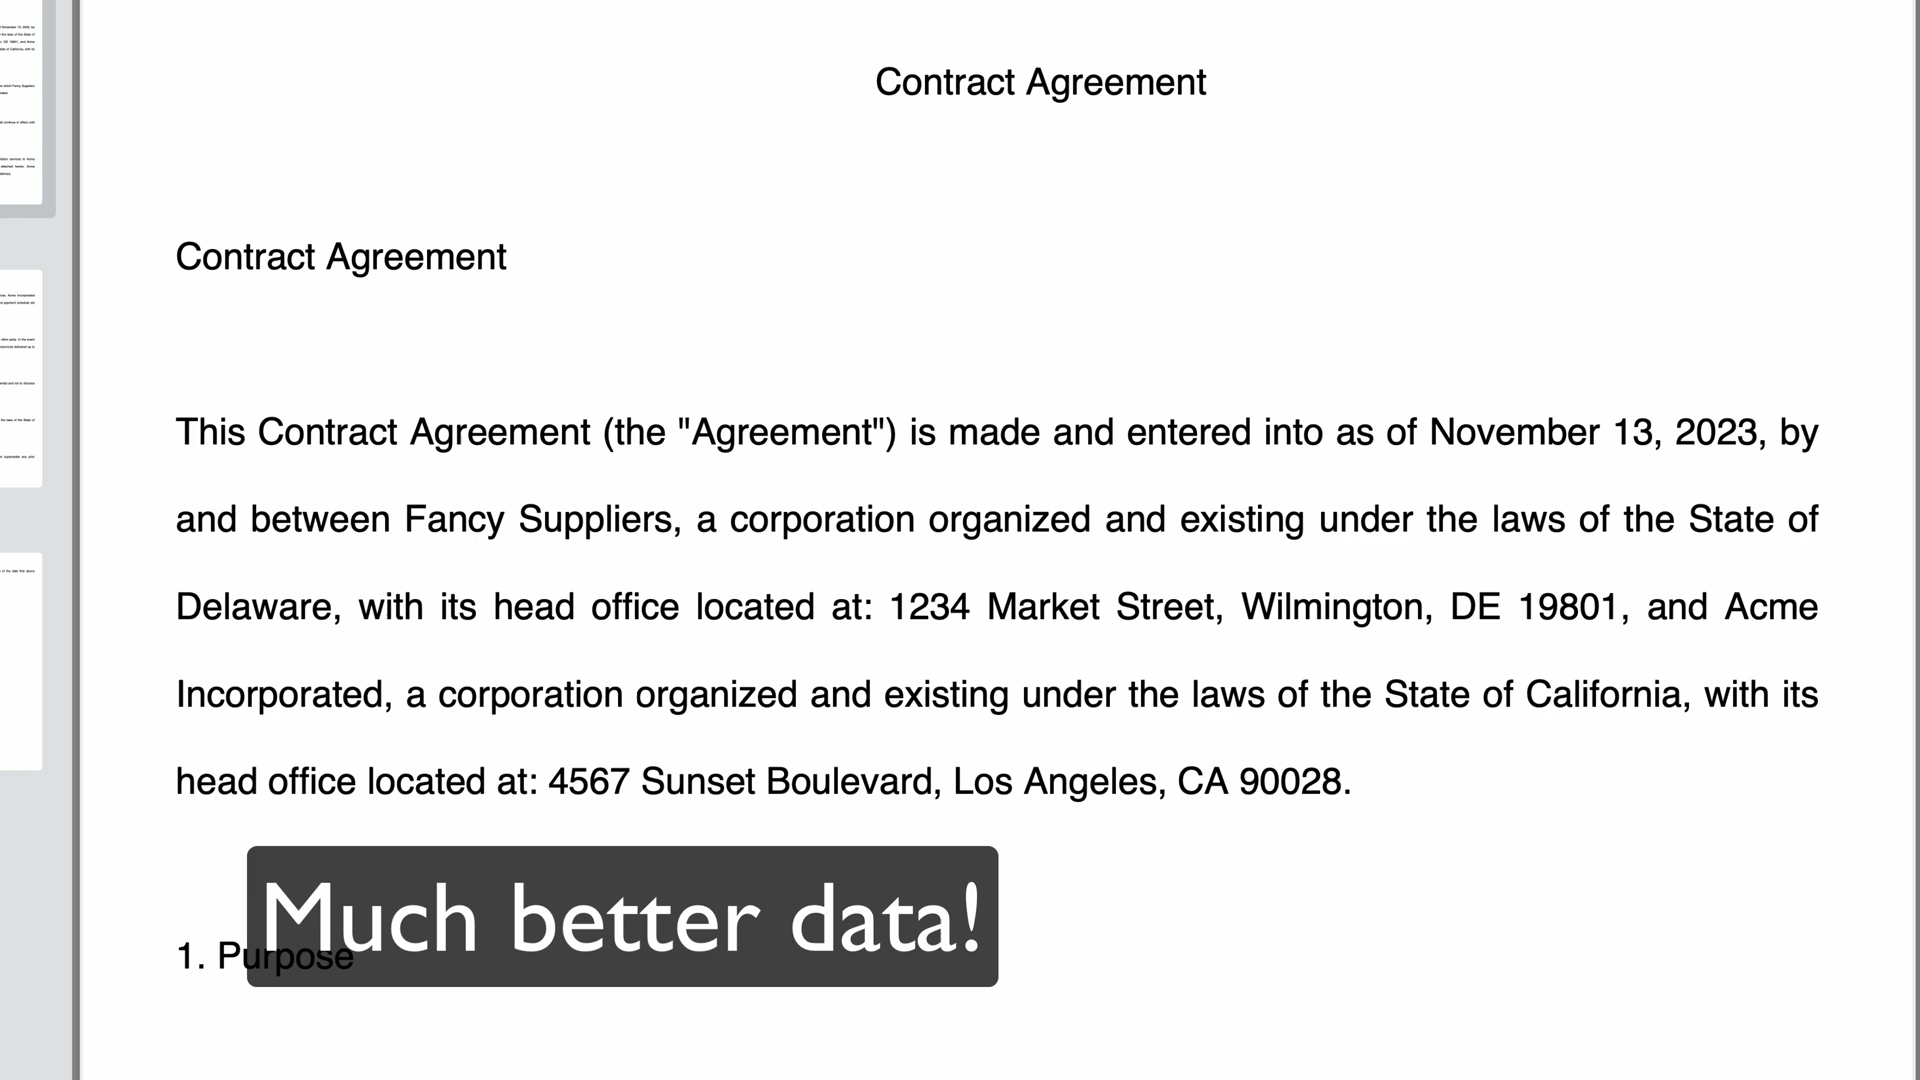 Contract Agreement
Contract Agreement
This Contract Agreement (the "Agreement") is made and entered into as of November 13, 2023, by
and between Fancy Suppliers, a corporation organized and existing under the laws of the State of
Delaware, with its head office located at: 1234 Market Street, Wilmington, DE 19801, and Acme
Incorporated, a corporation organized and existing under the laws of the State of California, with its
head office located at: 4567 Sunset Boulevard, Los Angeles, CA 90028.
Much better data!
1. Purpose